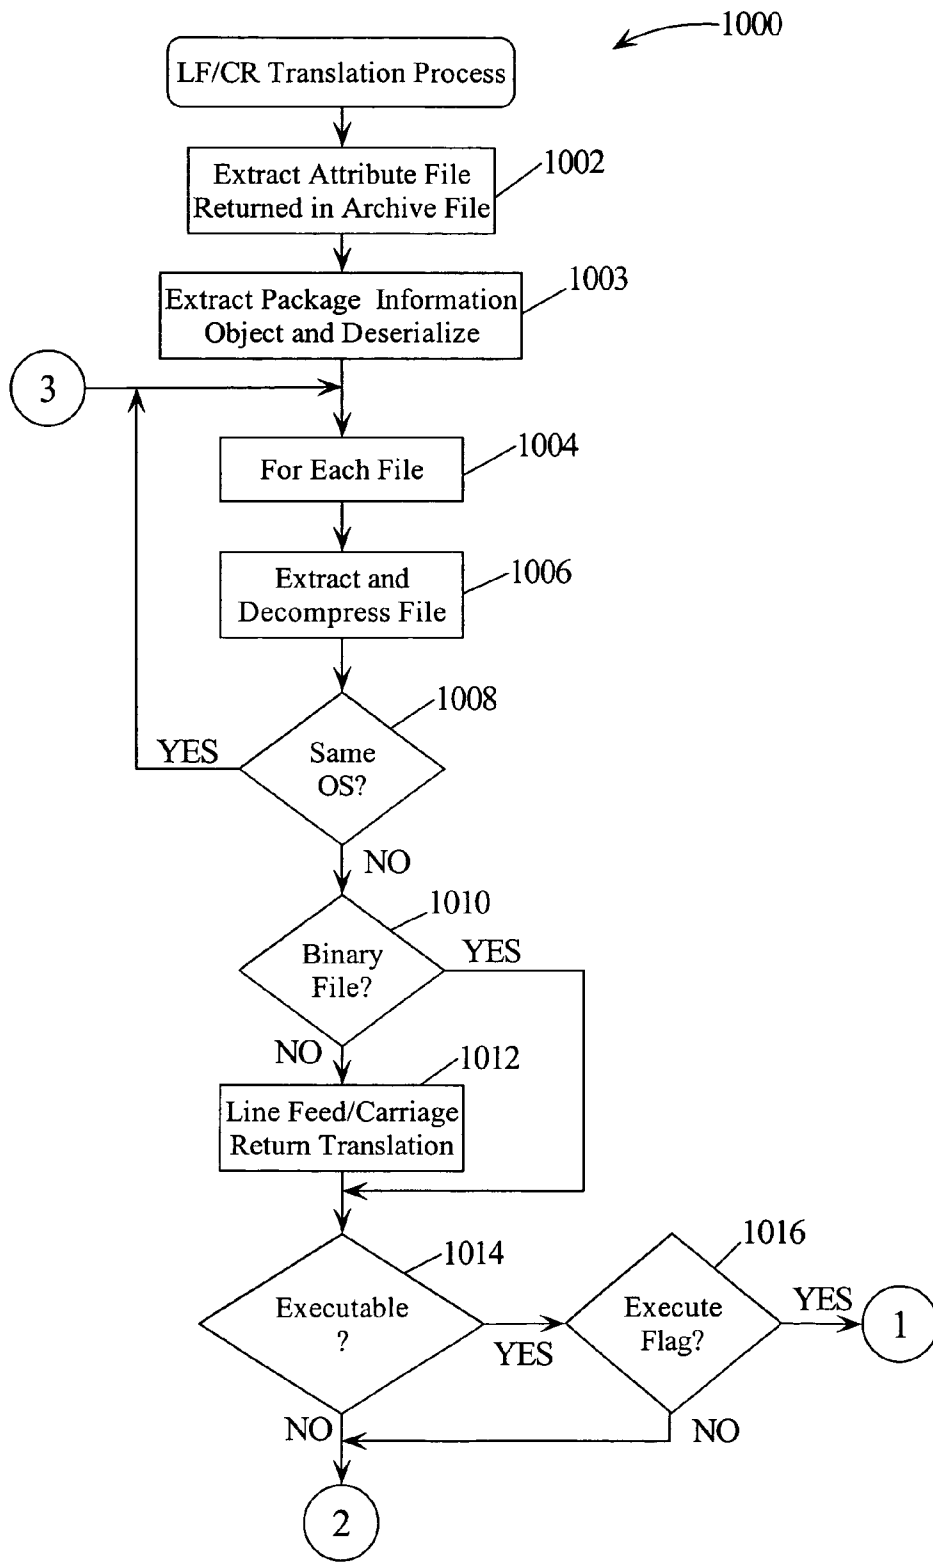 1000
LF/CR Translation Process
1002
Extract Attribute File
Returned in Archive File
1003
Extract Package Information
Object and Deserialize
3
1004
For Each File
1006
Extract and
Decompress File
1008
Same
OS?
YES
NO
1010
Binary
File?
YES
NO
1012
Line Feed/Carriage
Return Translation
1014
Executable
?
YES
1016
Execute
Flag?
YES
1
NO
NO
2